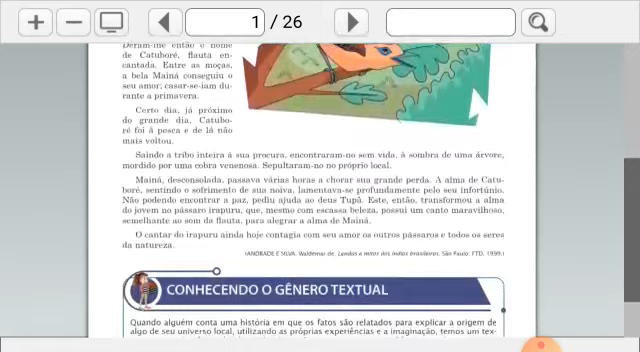 1 / 26
Deram-lhe então o nome
de Catuboré, flauta en-
cantada. Entre as moças,
a bela Mainá conseguiu o
seu amor; casar-se-iam du-
rante a primavera.
Certo dia, já próximo
do grande dia, Catubo-
ré foi à pesca e de lá não
mais voltou.
Saindo a tribo inteira à sua procura, encontraram-no sem vida, à sombra de uma árvore,
mordido por uma cobra venenosa. Sepultaram-no no próprio local.
Mainá, desconsolada, passava várias horas a chorar sua grande perda. A alma de Catu-
boré, sentindo o sofrimento de sua noiva, lamentava-se profundamente pelo seu infortúnio.
Não podendo encontrar a paz, pediu ajuda ao deus Tupã. Este, então, transformou a alma
do jovem no pássaro irapuru, que, mesmo com escassa beleza, possui um canto maravilhoso,
semelhante ao som da flauta, para alegrar a alma de Mainá.
O cantar do irapuru ainda hoje contagia com seu amor os outros pássaros e todos os seres
da natureza.
(ANDRADE E SILVA, Waldemar de. Lendas e mitos dos índios brasileiros. São Paulo: FTD, 1999.)
CONHECENDO O GÊNERO TEXTUAL
Quando alguém conta uma história em que os fatos são relatados para explicar a origem de
algo de seu universo local, utilizando as próprias experiências e a imaginação, temos um tex-